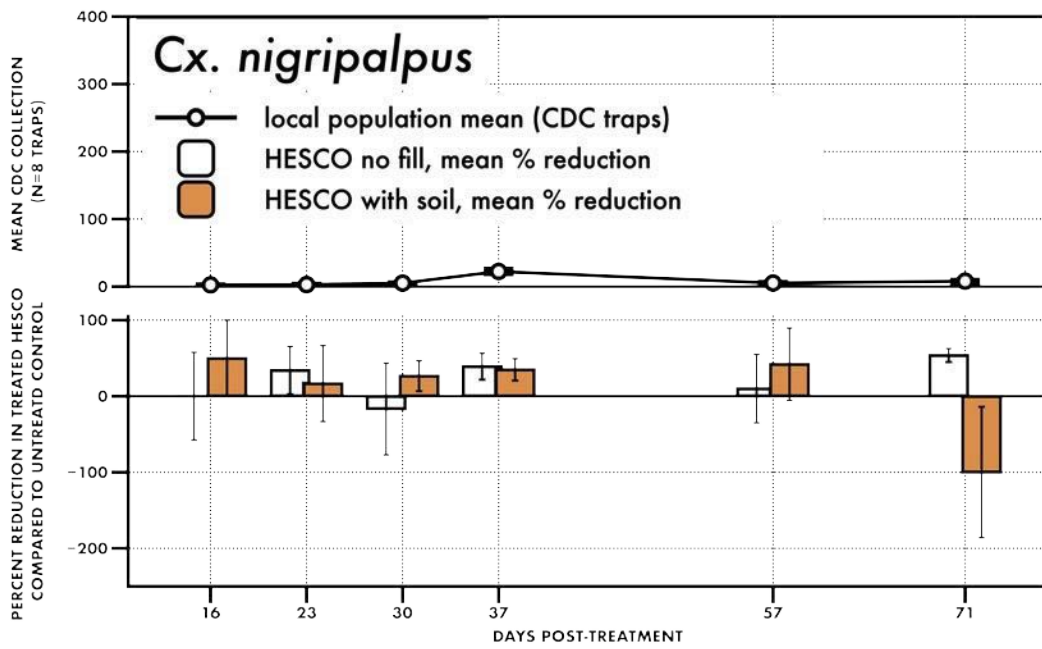 Cx. nigripalpus
local population mean (CDC traps)
HESCO no fill, mean % reduction
HESCO with soil, mean % reduction
MEAN CDC COLLECTION
(N=8 TRAPS)
400
300
200
100
0
PERCENT REDUCTION IN TREATED HESCO
COMPARED TO UNTREATD CONTROL
100
0
-100
-200
16 23 30 37 57 71
DAYS POST-TREATMENT